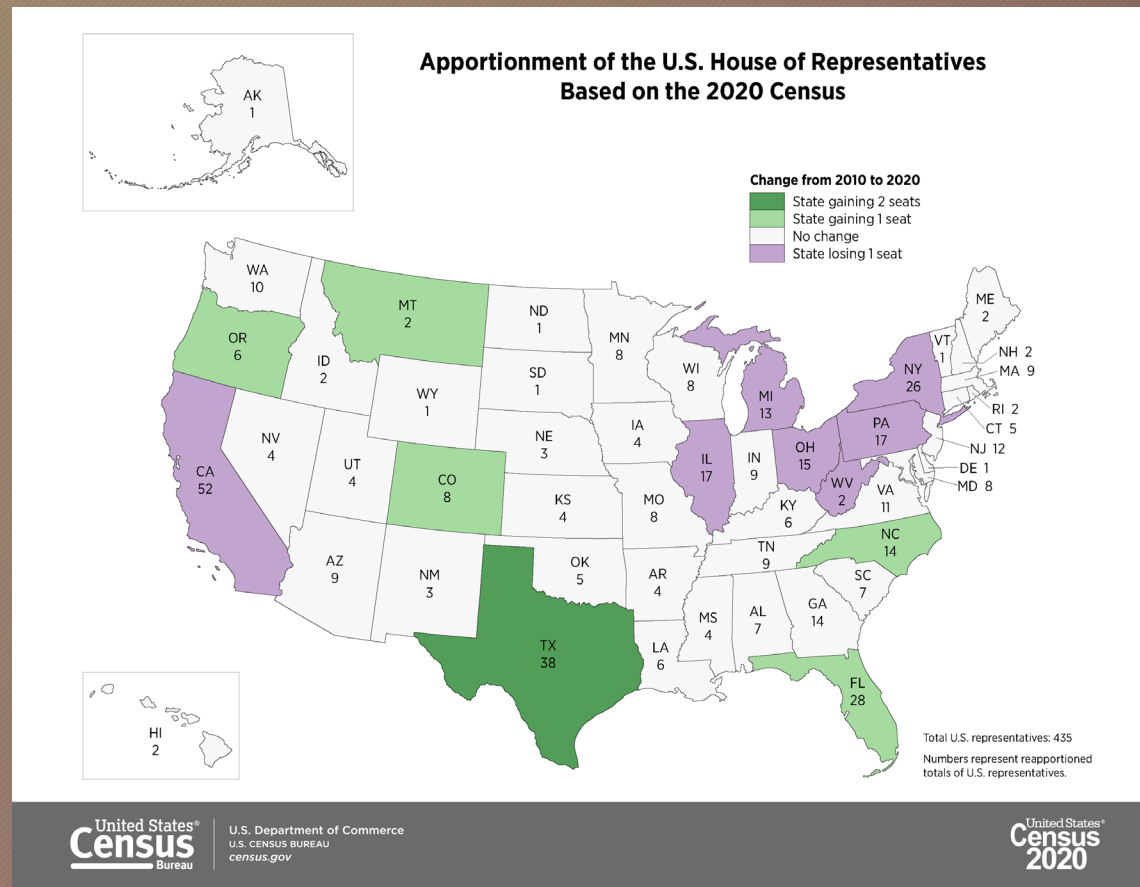 Apportionment of the U.S. House of Representatives
Based on the 2020 Census
AK
1
Change from 2010 to 2020
State gaining 2 seats
State gaining 1 seat
No change
State losing 1 seat
WA
10
OR
6
MT
2
ID
2
ND
1
SD
1
MN
8
WI
8
MI
13
NY
26
VT
1
ME
2
NH 2
MA 9
RI 2
CT 5
NJ 12
DE 1
MD 8
PA
17
WY
1
NE
3
IA
4
IL
17
IN
9
OH
15
WV
2
VA
11
CA
52
NV
4
UT
4
CO
8
KS
4
MO
8
KY
6
NC
14
TN
9
AZ
9
NM
3
OK
5
AR
4
SC
7
MS
4
AL
7
GA
14
TX
38
LA
6
FL
28
HI
2
Total U.S. representatives: 435
Numbers represent reapportioned
totals of U.S. representatives.
United States®
Census
Bureau
U.S. Department of Commerce
U.S. CENSUS BUREAU
census.gov
United States®
Census
2020